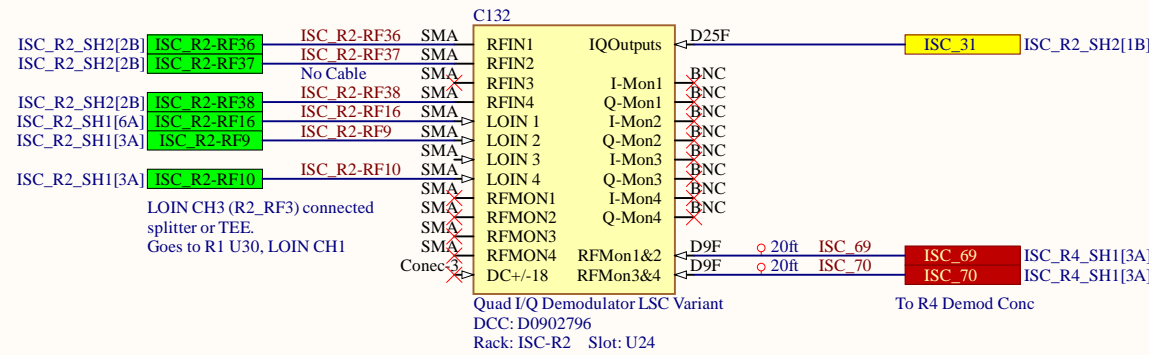 C132
ISC_R2_SH2[2B] ISC_R2-RF36 ISC_R2-RF36 SMA RFIN1 IQOutputs D25F ISC_31 ISC_R2_SH2[1B]
ISC_R2_SH2[2B] ISC_R2-RF37 ISC_R2-RF37 SMA RFIN2
No Cable SMA RFIN3 I-Mon1 BNC
ISC_R2_SH2[2B] ISC_R2-RF38 ISC_R2-RF38 SMA RFIN4 Q-Mon1 BNC
ISC_R2_SH1[6A] ISC_R2-RF16 ISC_R2-RF16 SMA LOIN 1 I-Mon2 BNC
ISC_R2_SH1[3A] ISC_R2-RF9 ISC_R2-RF9 SMA LOIN 2 Q-Mon2 BNC
SMA LOIN 3 I-Mon3 BNC
ISC_R2_SH1[3A] ISC_R2-RF10 ISC_R2-RF10 SMA LOIN 4 Q-Mon3 BNC
SMA RFMON1 I-Mon4 BNC
LOIN CH3 (R2_RF3) connected SMA RFMON2 Q-Mon4 BNC
splitter or TEE. SMA RFMON3
Goes to R1 U30, LOIN CH1 SMA RFMON4 RFMon1&2 D9F 20ft ISC_69 ISC_69 ISC_R4_SH1[3A]
Conec-3 DC+/-18 RFMon3&4 D9F 20ft ISC_70 ISC_70 ISC_R4_SH1[3A]
Quad I/Q Demodulator LSC Variant To R4 Demod Conc
DCC: D0902796
Rack: ISC-R2 Slot: U24